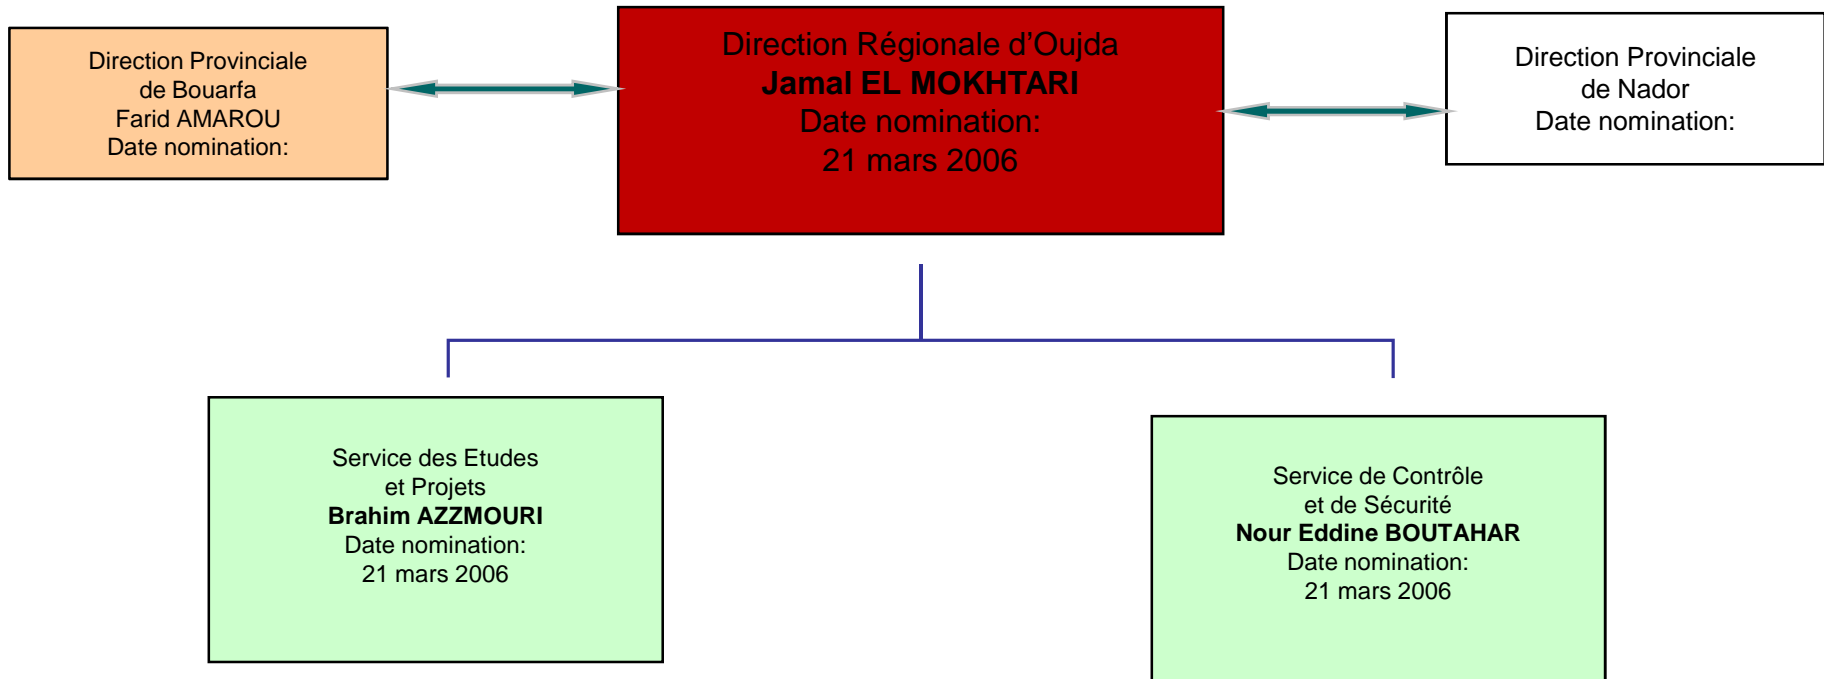 Direction Provinciale
de Bouarfa
Farid AMAROU
Date nomination:
Direction Régionale d’Oujda
Jamal EL MOKHTARI
Date nomination:
21 mars 2006
Direction Provinciale
de Nador
Date nomination:
Service des Etudes
et Projets
Brahim AZZMOURI
Date nomination:
21 mars 2006
Service de Contrôle
et de Sécurité
Nour Eddine BOUTAHAR
Date nomination:
21 mars 2006